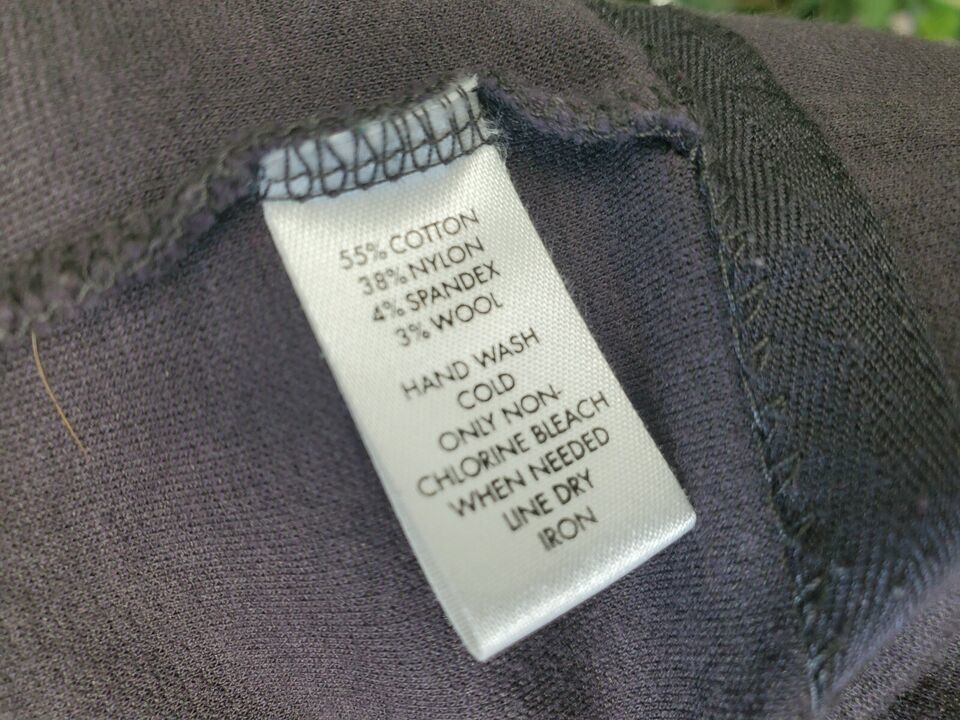 55% COTTON
38% NYLON
4% SPANDEX
3% WOOL
HAND WASH
COLD
ONLY NON-
CHLORINE BLEACH
WHEN NEEDED
LINE DRY
IRON